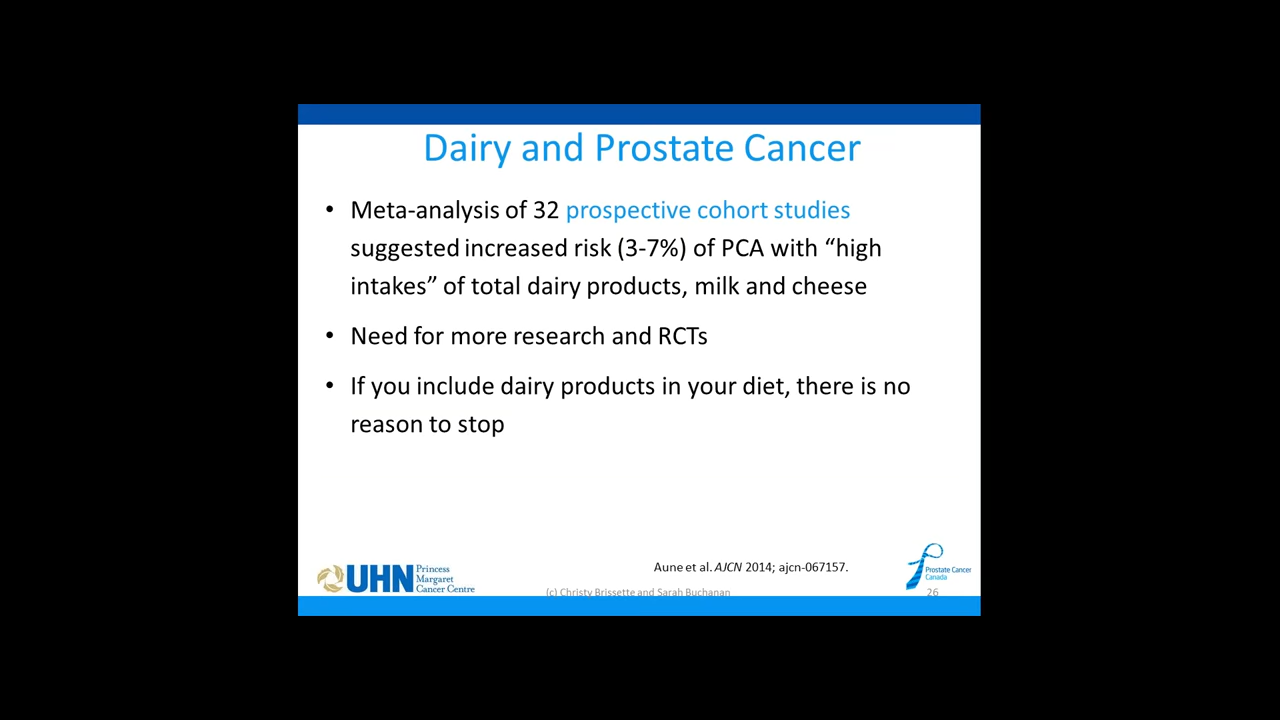 Dairy and Prostate Cancer
• Meta-analysis of 32 prospective cohort studies
suggested increased risk (3-7%) of PCA with “high
intakes” of total dairy products, milk and cheese
• Need for more research and RCTs
• If you include dairy products in your diet, there is no
reason to stop
Aune et al. AJCN 2014; ajcn-067157.
UHN
Princess
Margaret
Cancer Centre
(c) Christy Brissette and Sarah Buchanan
Prostate Cancer
Canada
26